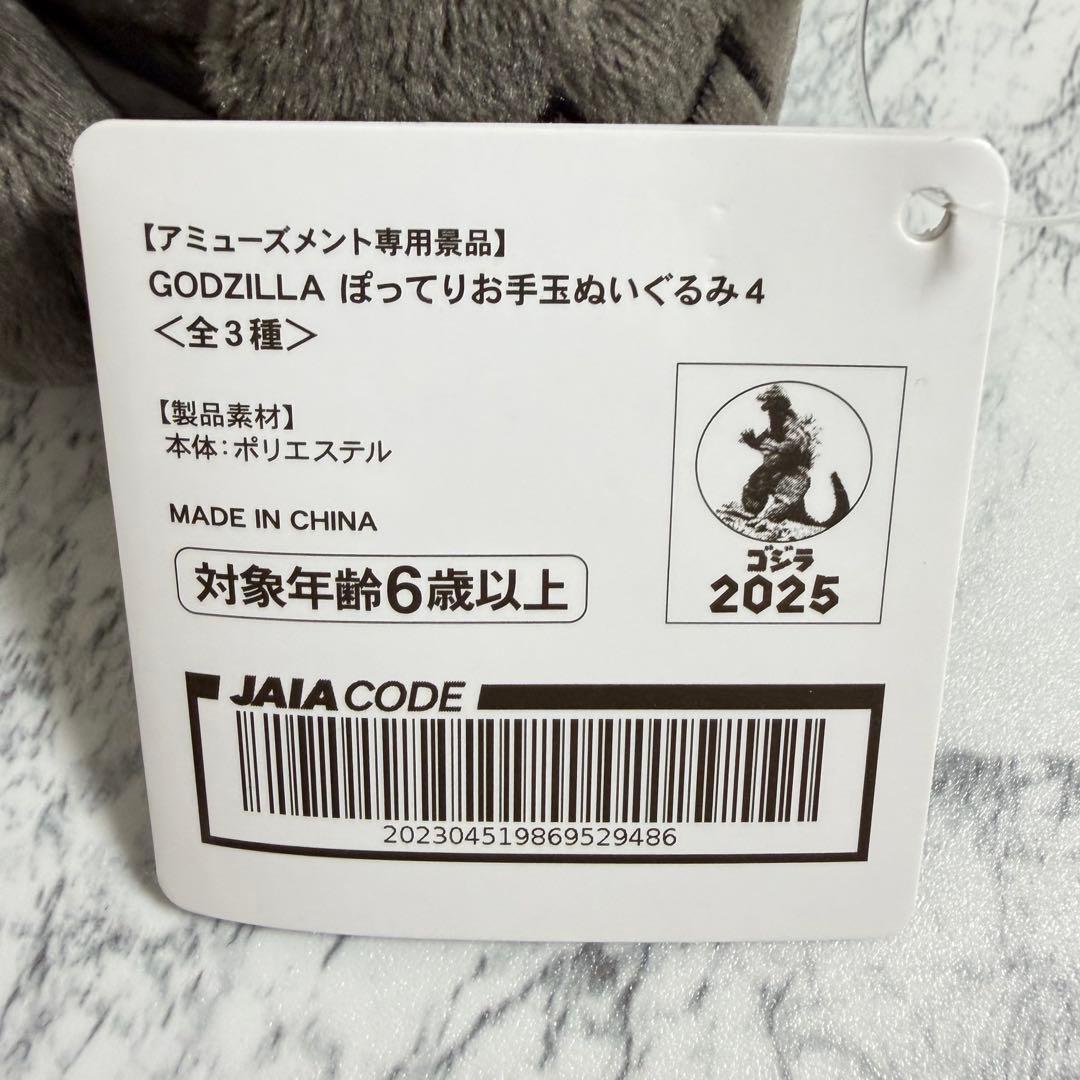 【アミューズメント専用景品】
GODZILLA ぽってりお手玉ぬいぐるみ4
＜全3種＞
【製品素材】
本体：ポリエステル
MADE IN CHINA
対象年齢6歳以上
ゴジラ
2025
JAIA CODE
202304519869529486